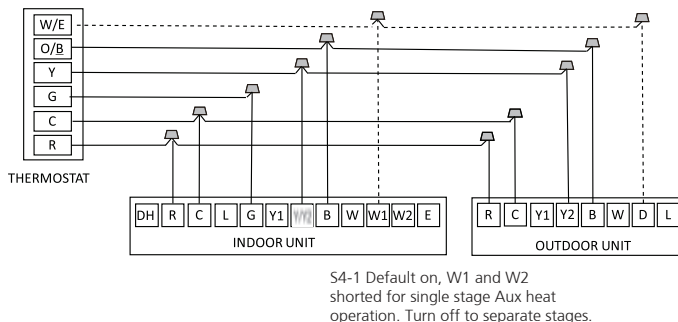 W/E
O/B
Y
G
C
R
THERMOSTAT
DH R C L G Y1 B W W1 W2 E
INDOOR UNIT
R C Y1 Y2 B W D L
OUTDOOR UNIT
S4-1 Default on, W1 and W2
shorted for single stage Aux heat
operation. Turn off to separate stages.